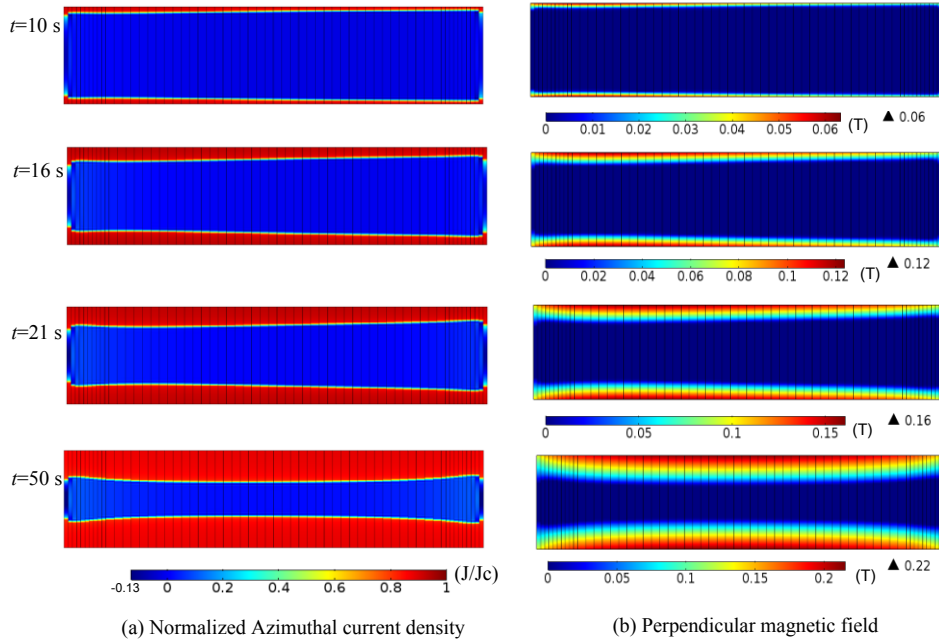 t=10 s
0 0.01 0.02 0.03 0.04 0.05 0.06 (T) ▲ 0.06
t=16 s
0 0.02 0.04 0.06 0.08 0.1 0.12 (T) ▲ 0.12
t=21 s
0 0.05 0.1 0.15 (T) ▲ 0.16
t=50 s
-0.13 0 0.2 0.4 0.6 0.8 1 (J/Jc)
0 0.05 0.1 0.15 0.2 (T) ▲ 0.22
(a) Normalized Azimuthal current density
(b) Perpendicular magnetic field